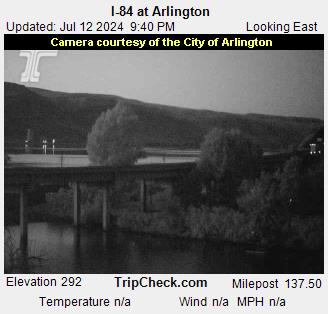 I-84 at Arlington
Updated: Jul 12 2024 9:40 PM Looking East
Camera courtesy of the City of Arlington
Elevation 292 TripCheck.com Milepost 137.50
Temperature n/a Wind n/a MPH n/a